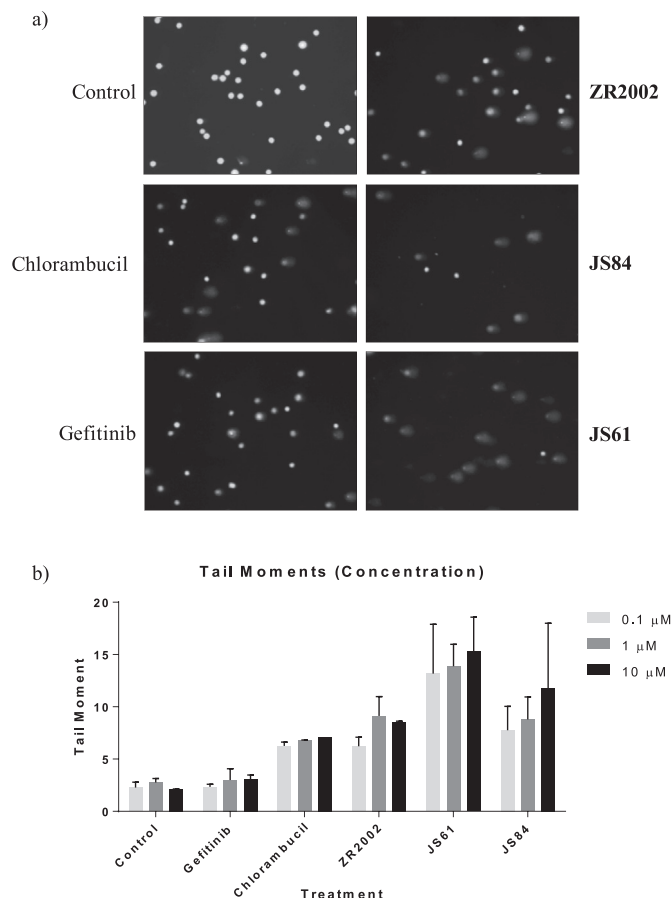 a)
Control
ZR2002
Chlorambucil
JS84
Gefitinib
JS61
b)
Tail Moments (Concentration)
Tail Moment
20
15
10
5
0
0.1 µM
1 µM
10 µM
Control
Gefitinib
Chlorambucil
ZR2002
JS61
JS84
Treatment